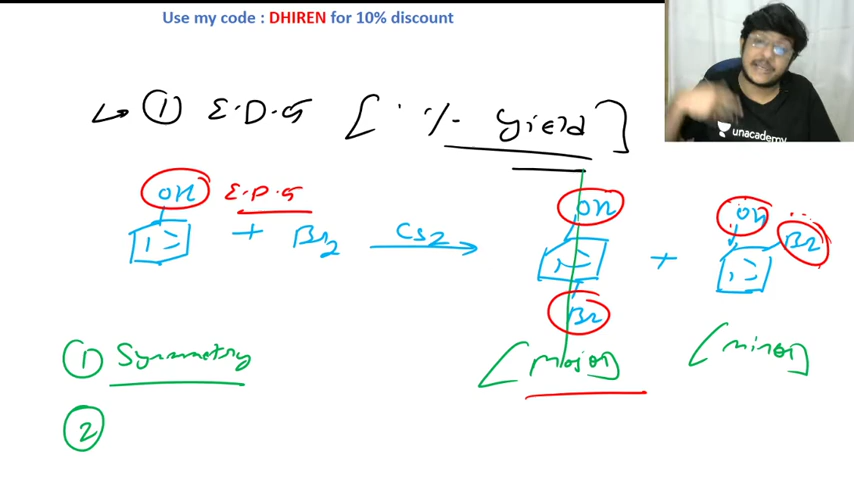 Use my code : DHIREN for 10% discount
unacademy
① E.D.G [ % yield ]
OH E.D.G
+ Br2 CS2
OH
Br
+
OH Br
① Symmetry
[major]
[minor]
②